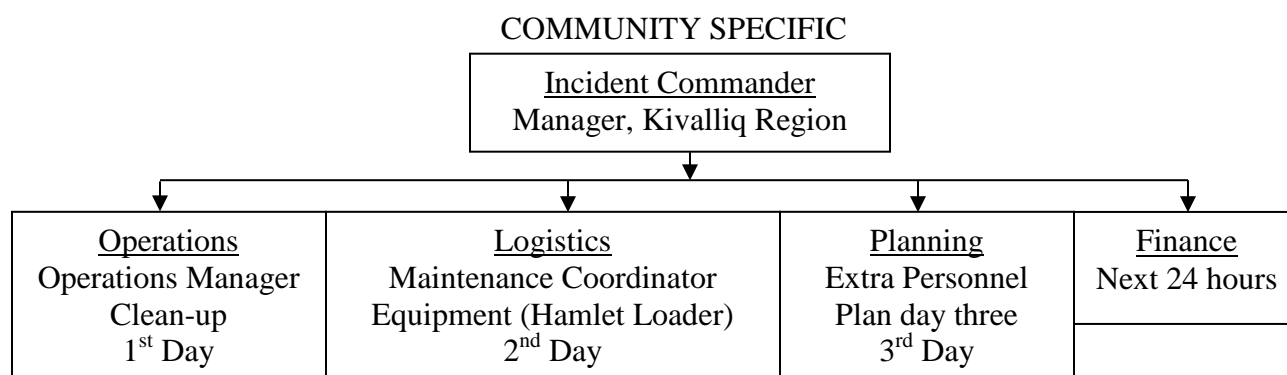 COMMUNITY SPECIFIC
Incident Commander
Manager, Kivalliq Region
Operations
Operations Manager
Clean-up
1st Day
Logistics
Maintenance Coordinator
Equipment (Hamlet Loader)
2nd Day
Planning
Extra Personnel
Plan day three
3rd Day
Finance
Next 24 hours